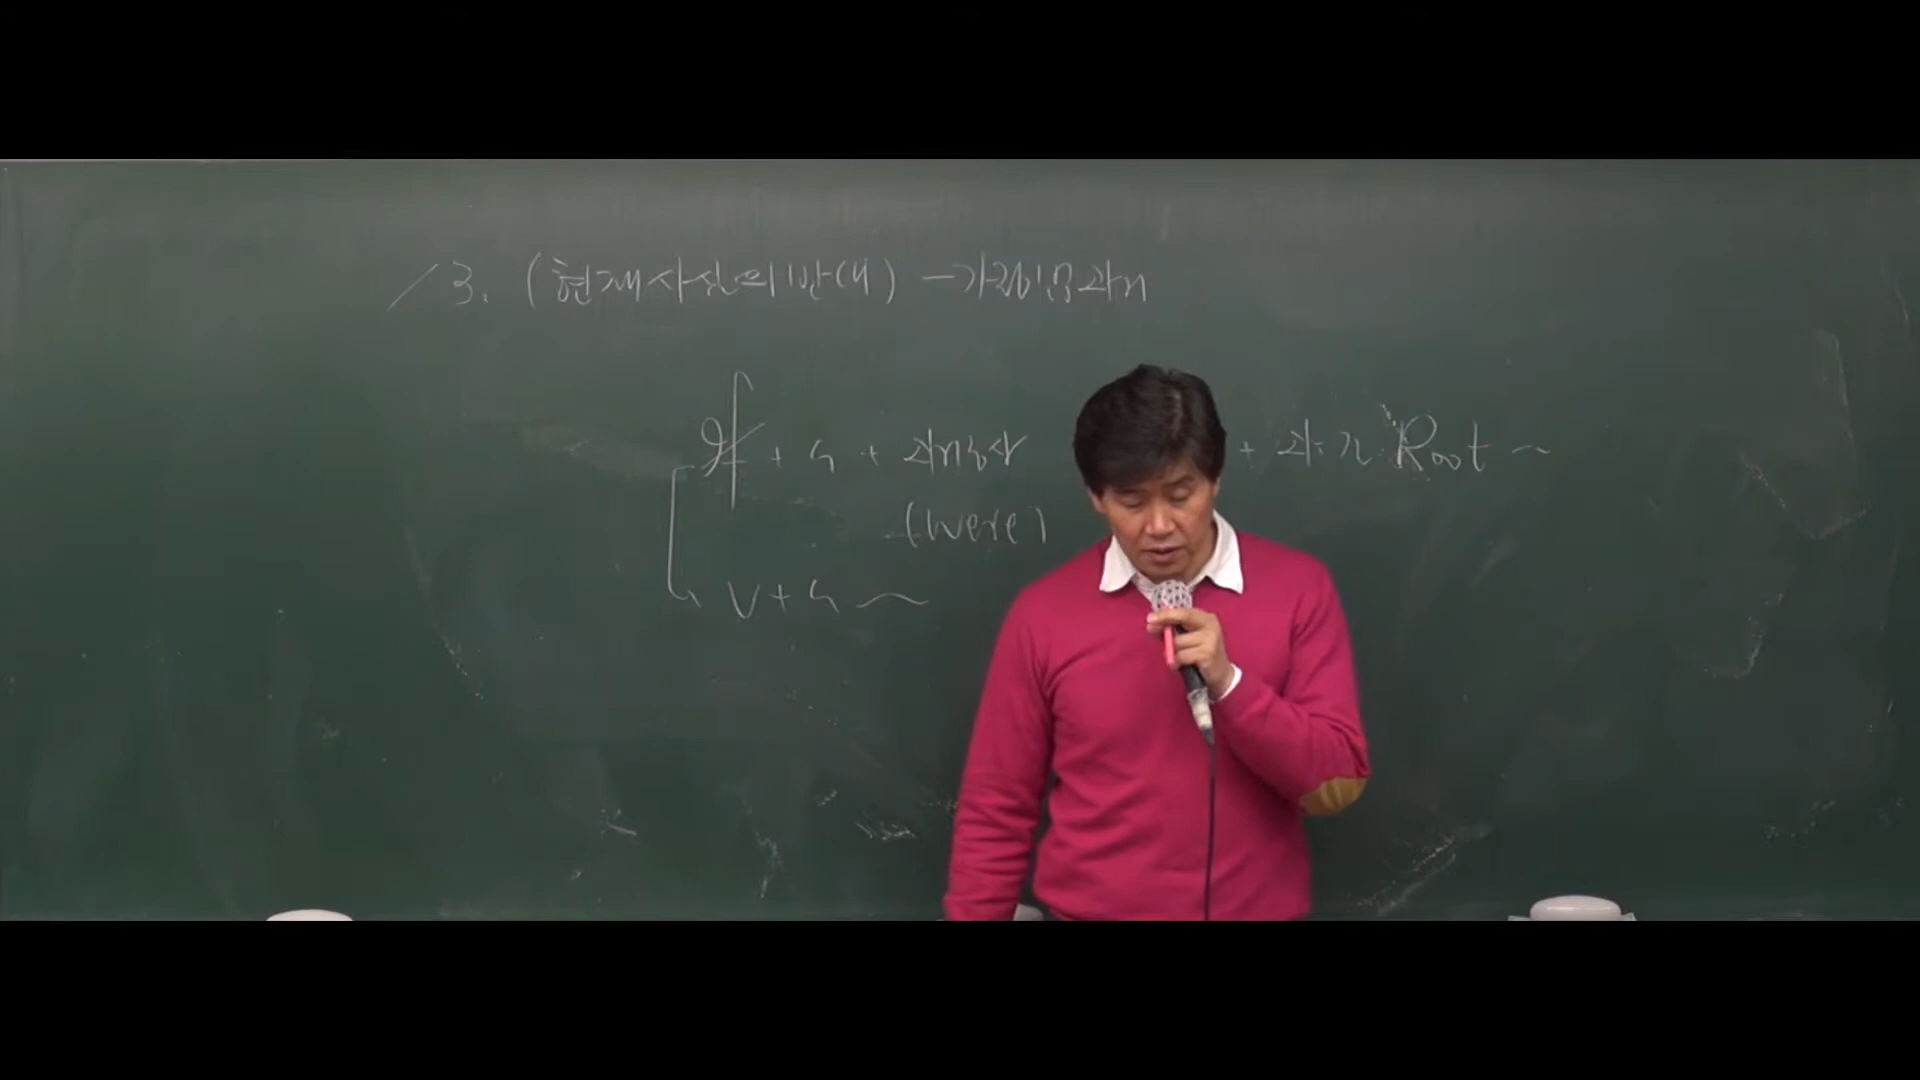 3. (현재사실의 반대) - 가정법과거
If + S + 과거동사 + 과·조 Root ~
(were)
V + S ~